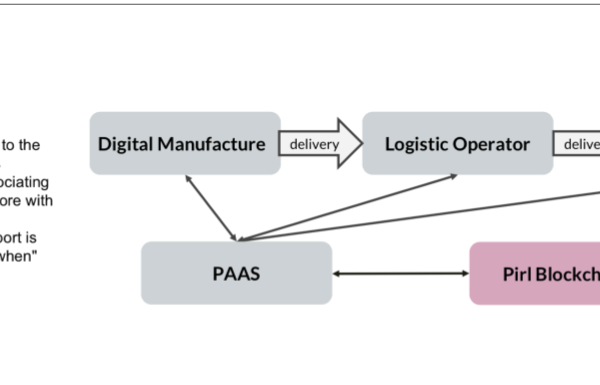 to the
ociating
ore with
port is
when"
Digital Manufacture
delivery
Logistic Operator
delive
PAAS
Pirl Blockch